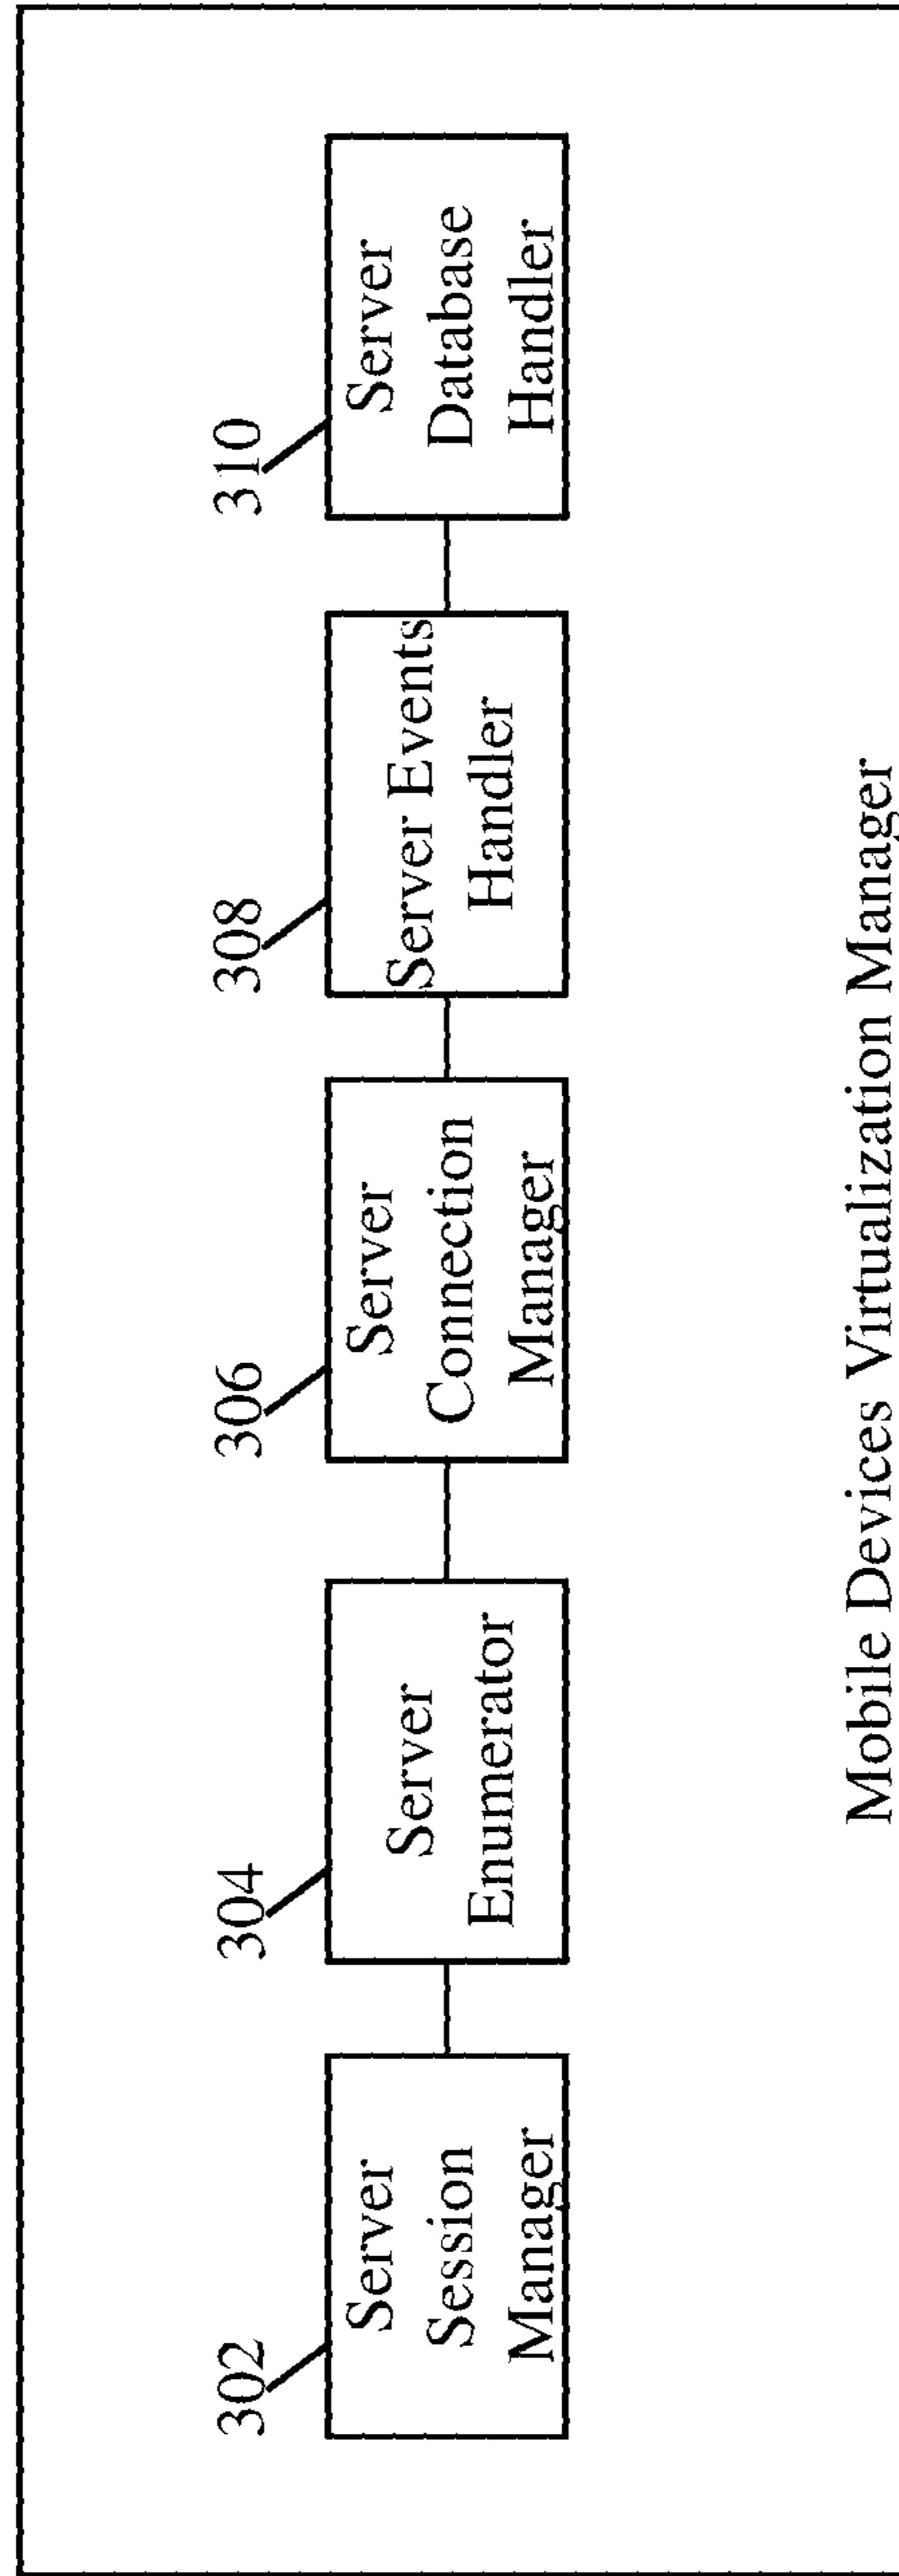 302
Server
Session
Manager
304
Server
Enumerator
306
Server
Connection
Manager
308
Server Events
Handler
310
Server
Database
Handler
Mobile Devices Virtualization Manager